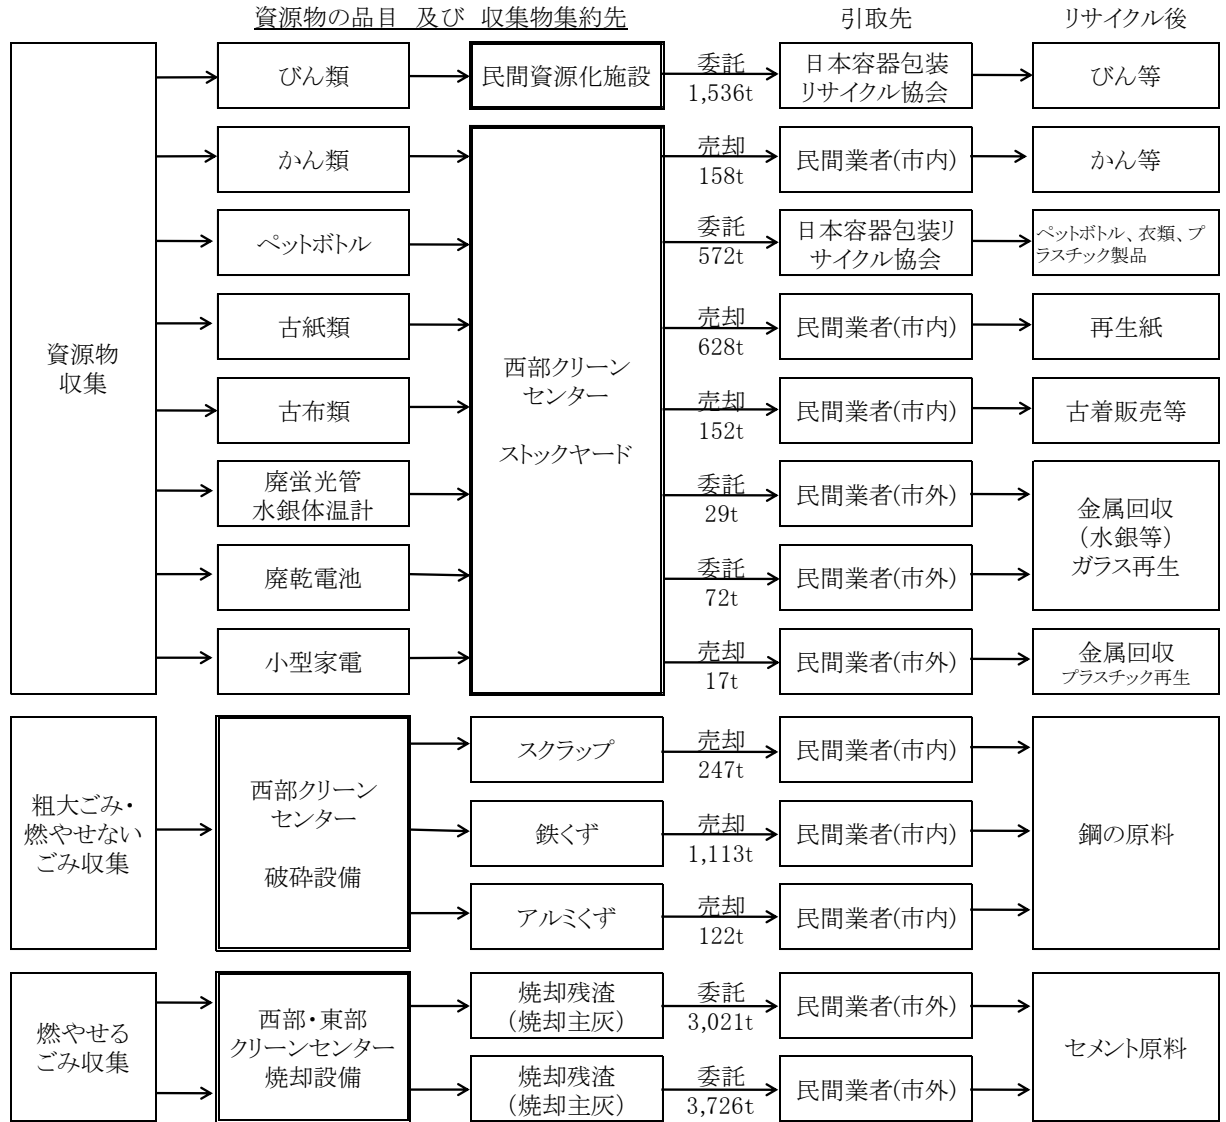 資源物の品目　及び　収集物集約先
引取先
リサイクル後
資源物
収集
びん類
民間資源化施設
委託
1,536t
日本容器包装
リサイクル協会
びん等
かん類
西部クリーン
センター
ストックヤード
売却
158t
民間業者(市内)
かん等
ペットボトル
委託
572t
日本容器包装リ
サイクル協会
ペットボトル、衣類、プ
ラスチック製品
古紙類
売却
628t
民間業者(市内)
再生紙
古布類
売却
152t
民間業者(市内)
古着販売等
廃蛍光管
水銀体温計
委託
29t
民間業者(市外)
金属回収
(水銀等)
ガラス再生
廃乾電池
委託
72t
民間業者(市外)
小型家電
売却
17t
民間業者(市外)
金属回収
プラスチック再生
粗大ごみ・
燃やせない
ごみ収集
西部クリーン
センター
破砕設備
スクラップ
売却
247t
民間業者(市内)
鋼の原料
鉄くず
売却
1,113t
民間業者(市内)
アルミくず
売却
122t
民間業者(市内)
燃やせる
ごみ収集
西部・東部
クリーンセンター
焼却設備
焼却残渣
(焼却主灰)
委託
3,021t
民間業者(市外)
セメント原料
焼却残渣
(焼却主灰)
委託
3,726t
民間業者(市外)